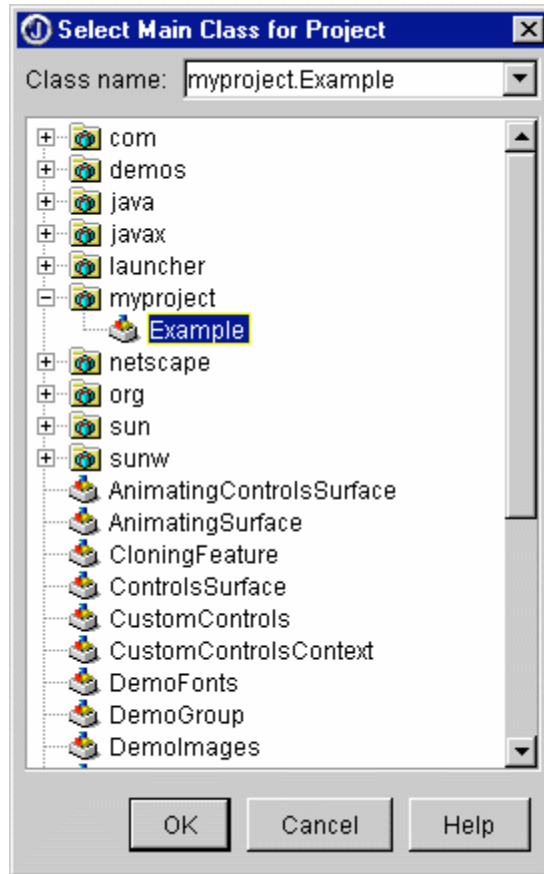 Select Main Class for Project
Class name: myproject.Example
com
demos
java
javax
launcher
myproject
Example
netscape
org
sun
sunw
AnimatingControlsSurface
AnimatingSurface
CloningFeature
ControlsSurface
CustomControls
CustomControlsContext
DemoFonts
DemoGroup
DemoImages
OK Cancel Help